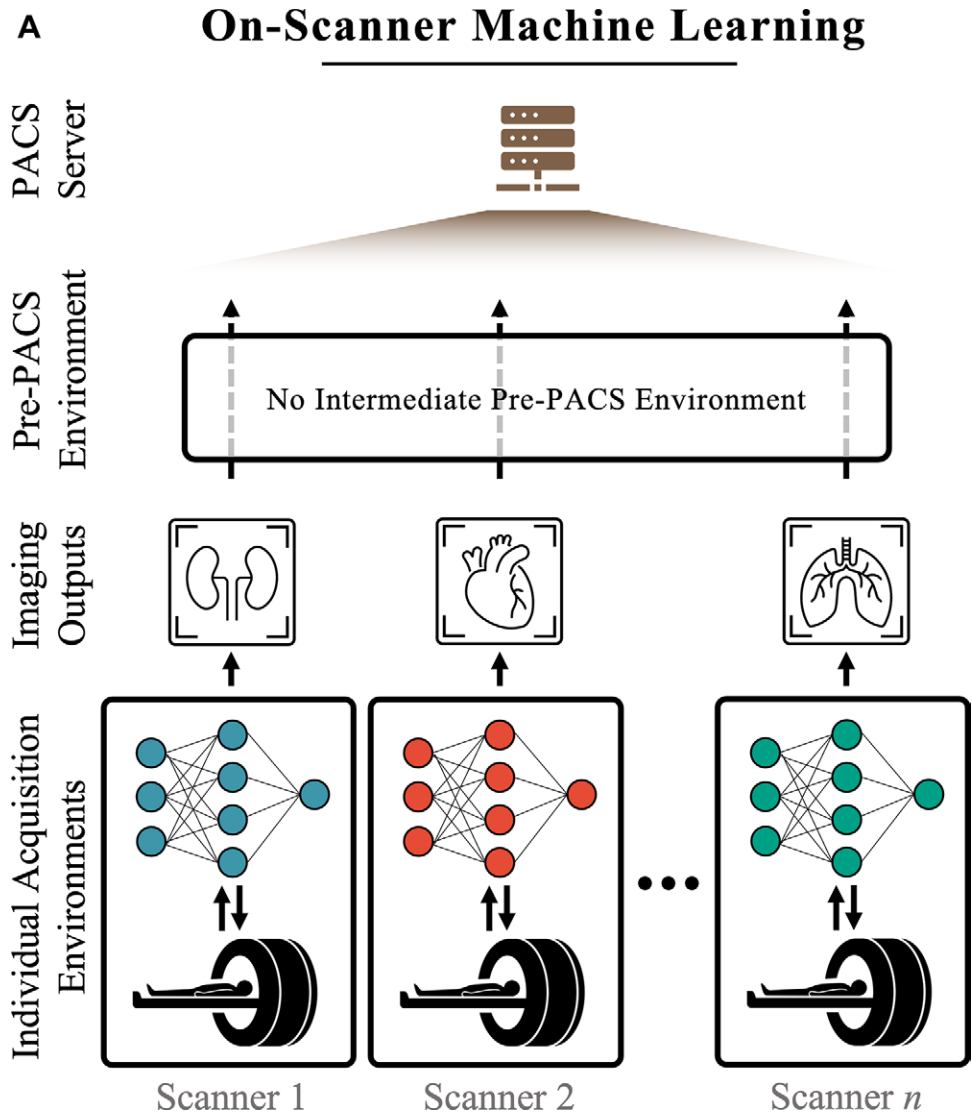 A
On-Scanner Machine Learning
PACS
Server
Pre-PACS
Environment
No Intermediate Pre-PACS Environment
Imaging
Outputs
Individual Acquisition
Environments
Scanner 1
Scanner 2
Scanner n